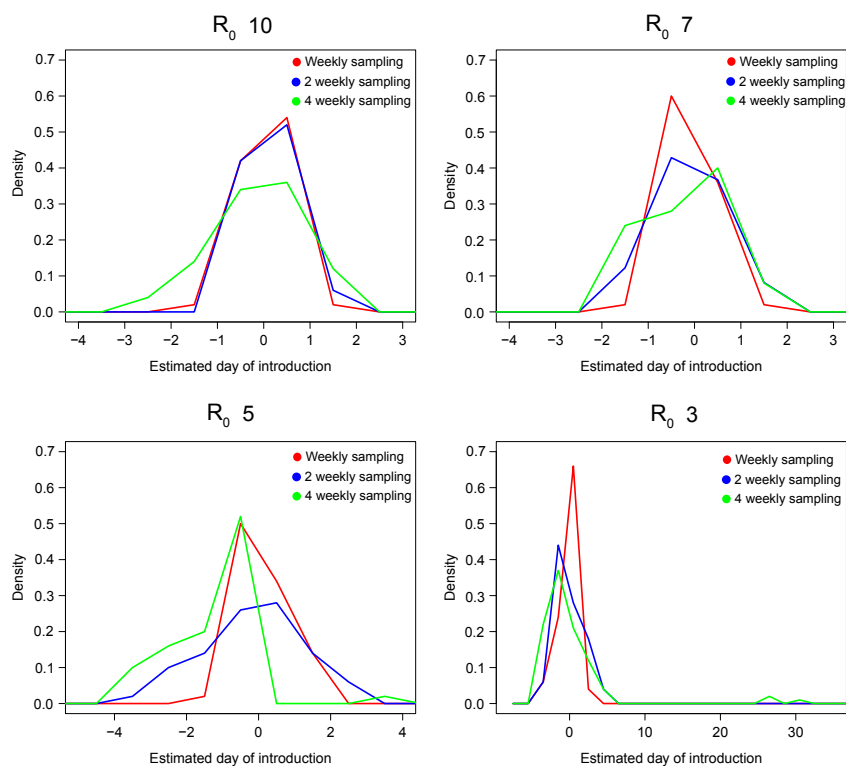 R0 10
0.7
0.6
0.5
0.4
0.3
0.2
0.1
0.0
Density
Weekly sampling
2 weekly sampling
4 weekly sampling
−4 −3 −2 −1 0 1 2 3
Estimated day of introduction
R0 7
0.7
0.6
0.5
0.4
0.3
0.2
0.1
0.0
Density
Weekly sampling
2 weekly sampling
4 weekly sampling
−4 −3 −2 −1 0 1 2 3
Estimated day of introduction
R0 5
0.7
0.6
0.5
0.4
0.3
0.2
0.1
0.0
Density
Weekly sampling
2 weekly sampling
4 weekly sampling
−4 −2 0 2 4
Estimated day of introduction
R0 3
0.7
0.6
0.5
0.4
0.3
0.2
0.1
0.0
Density
Weekly sampling
2 weekly sampling
4 weekly sampling
0 10 20 30
Estimated day of introduction